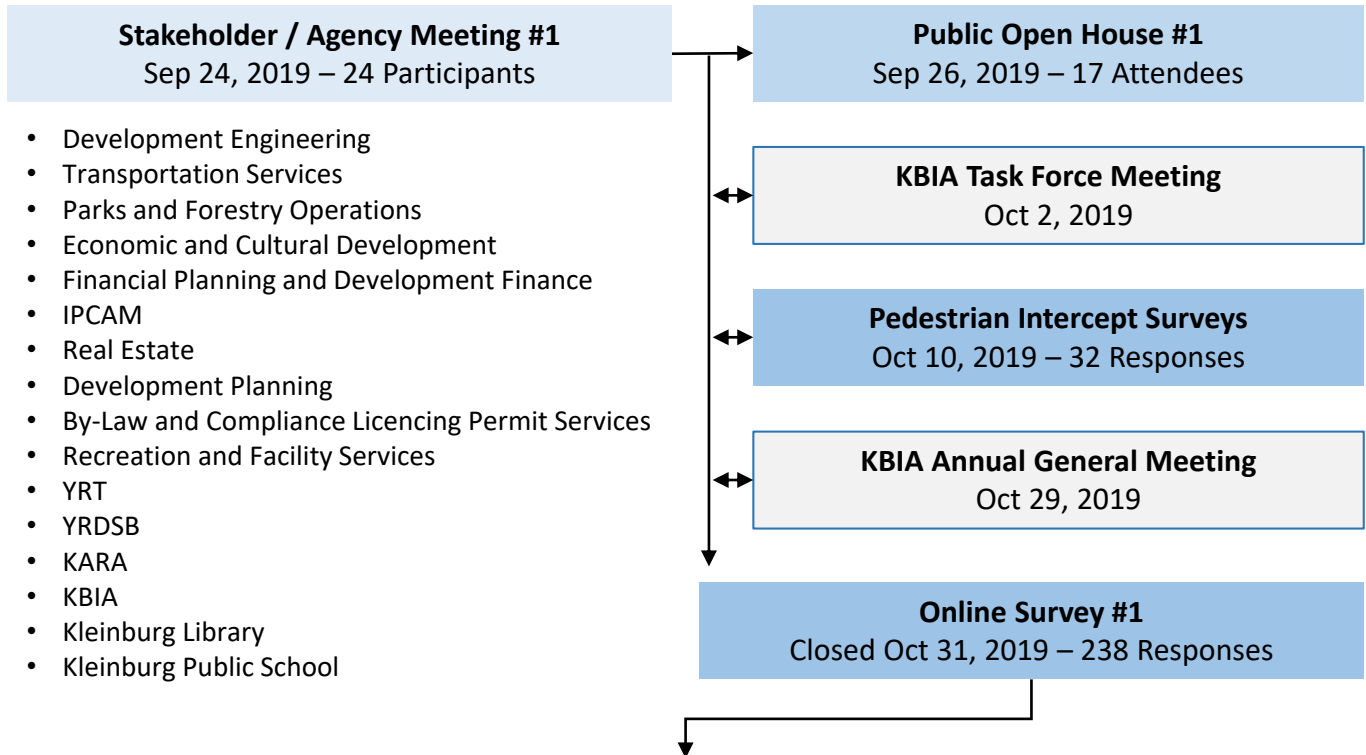 Stakeholder / Agency Meeting #1
Sep 24, 2019 – 24 Participants
• Development Engineering
• Transportation Services
• Parks and Forestry Operations
• Economic and Cultural Development
• Financial Planning and Development Finance
• IPCAM
• Real Estate
• Development Planning
• By-Law and Compliance Licencing Permit Services
• Recreation and Facility Services
• YRT
• YRDSB
• KARA
• KBIA
• Kleinburg Library
• Kleinburg Public School
Public Open House #1
Sep 26, 2019 – 17 Attendees
KBIA Task Force Meeting
Oct 2, 2019
Pedestrian Intercept Surveys
Oct 10, 2019 – 32 Responses
KBIA Annual General Meeting
Oct 29, 2019
Online Survey #1
Closed Oct 31, 2019 – 238 Responses